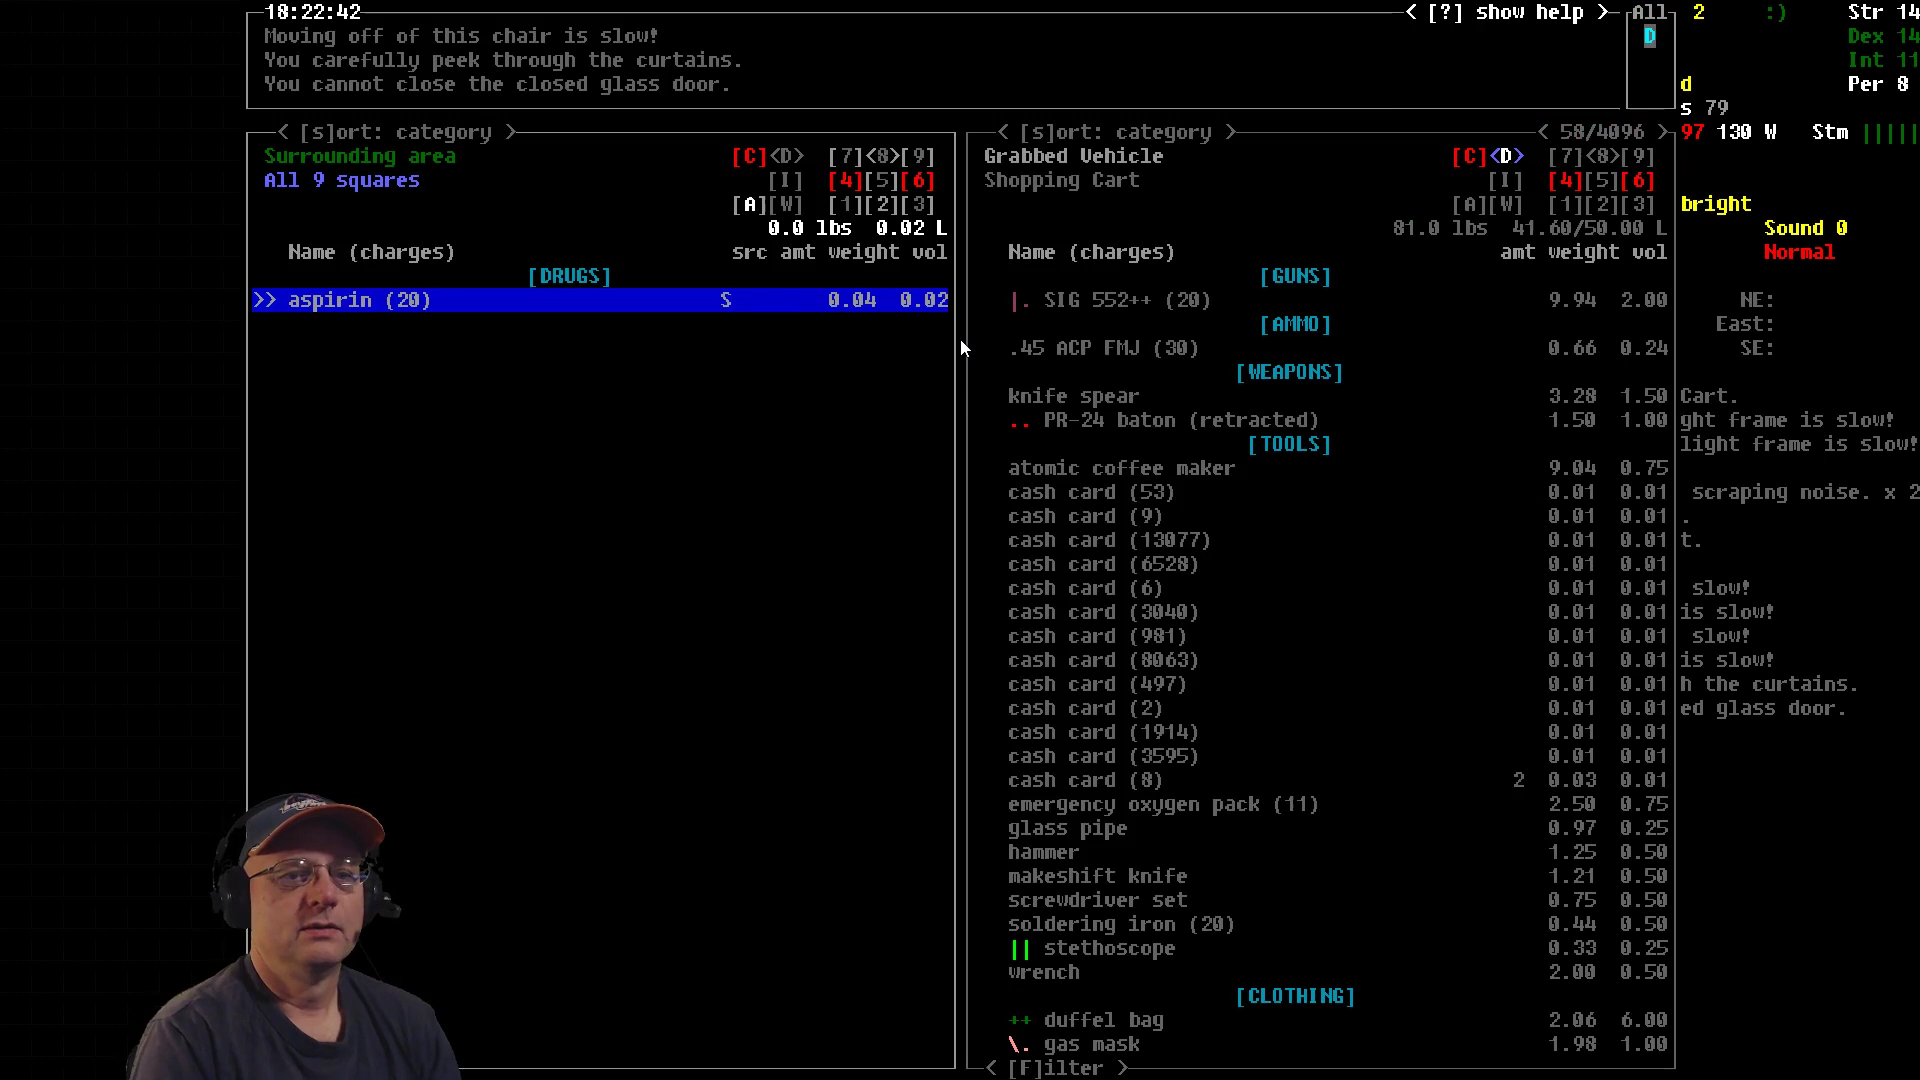 18:22:42 < [?] show help > All 2 :) Str 14
Moving off of this chair is slow! D Dex 14
You carefully peek through the curtains. Int 11
You cannot close the closed glass door. d Per 8
s 79
< [s]ort: category > < [s]ort: category > < 58/4096 > 97 130 W Stm |||||
Surrounding area [C]<D> [7]<8>[9] Grabbed Vehicle [C]<D> [7]<8>[9]
All 9 squares [I] [4][5][6] Shopping Cart [I] [4][5][6]
[A][W] [1][2][3] [A][W] [1][2][3] bright
0.0 lbs 0.02 L 81.0 lbs 41.60/50.00 L Sound 0
Name (charges) src amt weight vol Name (charges) amt weight vol Normal
[DRUGS] [GUNS]
>> aspirin (20) S 0.04 0.02 |. SIG 552++ (20) 9.94 2.00 NE:
[AMMO] East:
.45 ACP FMJ (30) 0.66 0.24 SE:
[WEAPONS]
knife spear 3.28 1.50 Cart.
.. PR-24 baton (retracted) 1.50 1.00 ght frame is slow!
[TOOLS] light frame is slow!
atomic coffee maker 9.04 0.75
cash card (53) 0.01 0.01 scraping noise. x 2
cash card (9) 0.01 0.01 .
cash card (13077) 0.01 0.01 t.
cash card (6528) 0.01 0.01
cash card (6) 0.01 0.01 slow!
cash card (3040) 0.01 0.01 is slow!
cash card (981) 0.01 0.01 slow!
cash card (8063) 0.01 0.01 is slow!
cash card (497) 0.01 0.01 h the curtains.
cash card (2) 0.01 0.01 ed glass door.
cash card (1914) 0.01 0.01
cash card (3595) 0.01 0.01
cash card (8) 2 0.03 0.01
emergency oxygen pack (11) 2.50 0.75
glass pipe 0.97 0.25
hammer 1.25 0.50
makeshift knife 1.21 0.50
screwdriver set 0.75 0.50
soldering iron (20) 0.44 0.50
|| stethoscope 0.33 0.25
wrench 2.00 0.50
[CLOTHING]
++ duffel bag 2.06 6.00
\. gas mask 1.98 1.00
< [F]ilter >